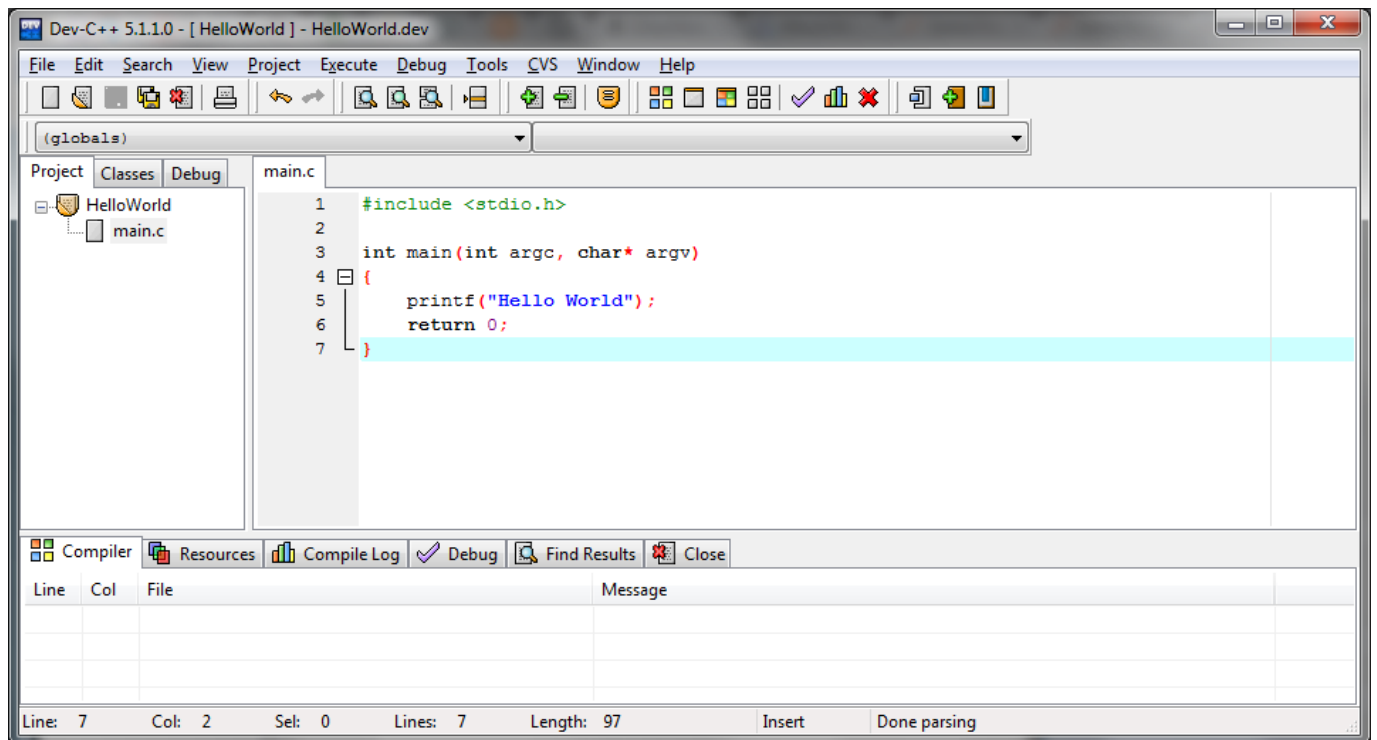 Dev-C++ 5.1.1.0 - [ HelloWorld ] - HelloWorld.dev
File Edit Search View Project Execute Debug Tools CVS Window Help
(globals)
Project Classes Debug
main.c
HelloWorld
main.c
1 #include <stdio.h>
2
3 int main(int argc, char* argv)
4 {
5 printf("Hello World");
6 return 0;
7 }
Compiler Resources Compile Log Debug Find Results Close
Line Col File Message
Line: 7 Col: 2 Sel: 0 Lines: 7 Length: 97 Insert Done parsing